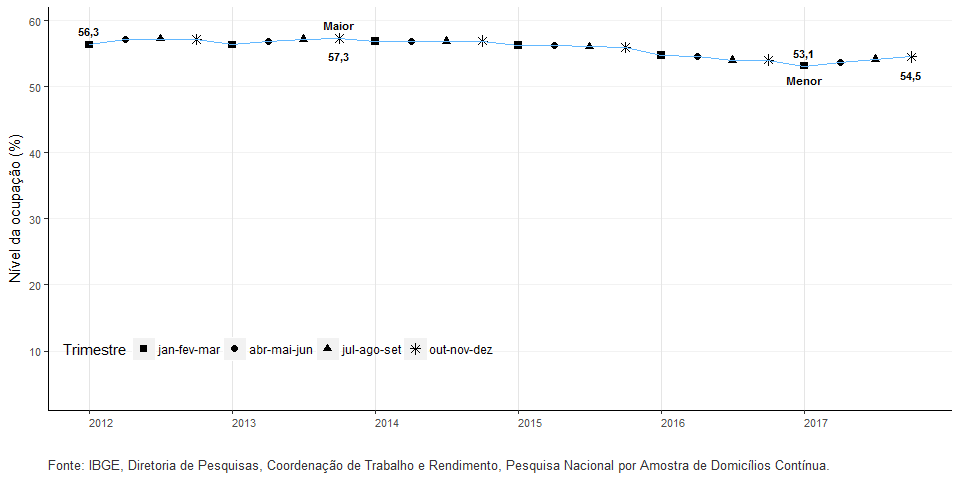 60
56,3
Maior
57,3
53,1
Menor
54,5
50
40
30
20
10
Nível da ocupação (%)
Trimestre jan-fev-mar abr-mai-jun jul-ago-set out-nov-dez
2012 2013 2014 2015 2016 2017
Fonte: IBGE, Diretoria de Pesquisas, Coordenação de Trabalho e Rendimento, Pesquisa Nacional por Amostra de Domicílios Contínua.